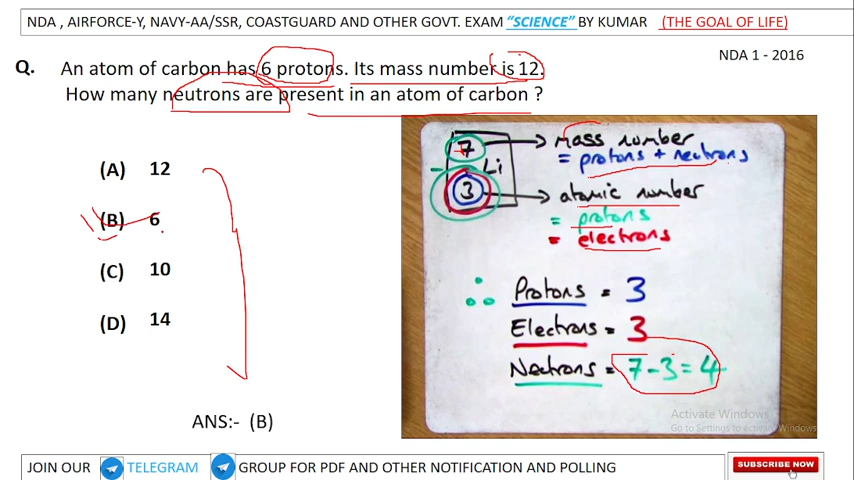 NDA , AIRFORCE-Y, NAVY-AA/SSR, COASTGUARD AND OTHER GOVT. EXAM “SCIENCE” BY KUMAR (THE GOAL OF LIFE)
NDA 1 - 2016
Q. An atom of carbon has 6 protons. Its mass number is 12.
How many neutrons are present in an atom of carbon ?
(A) 12
(B) 6
(C) 10
(D) 14
ANS:- (B)
7 mass number
= protons + neutrons
Li
3 atomic number
= protons
= electrons
∴ Protons = 3
Electrons = 3
Neutrons = 7-3=4
Activate Windows
Go to Settings to activate Windows
JOIN OUR TELEGRAM GROUP FOR PDF AND OTHER NOTIFICATION AND POLLING
SUBSCRIBE NOW